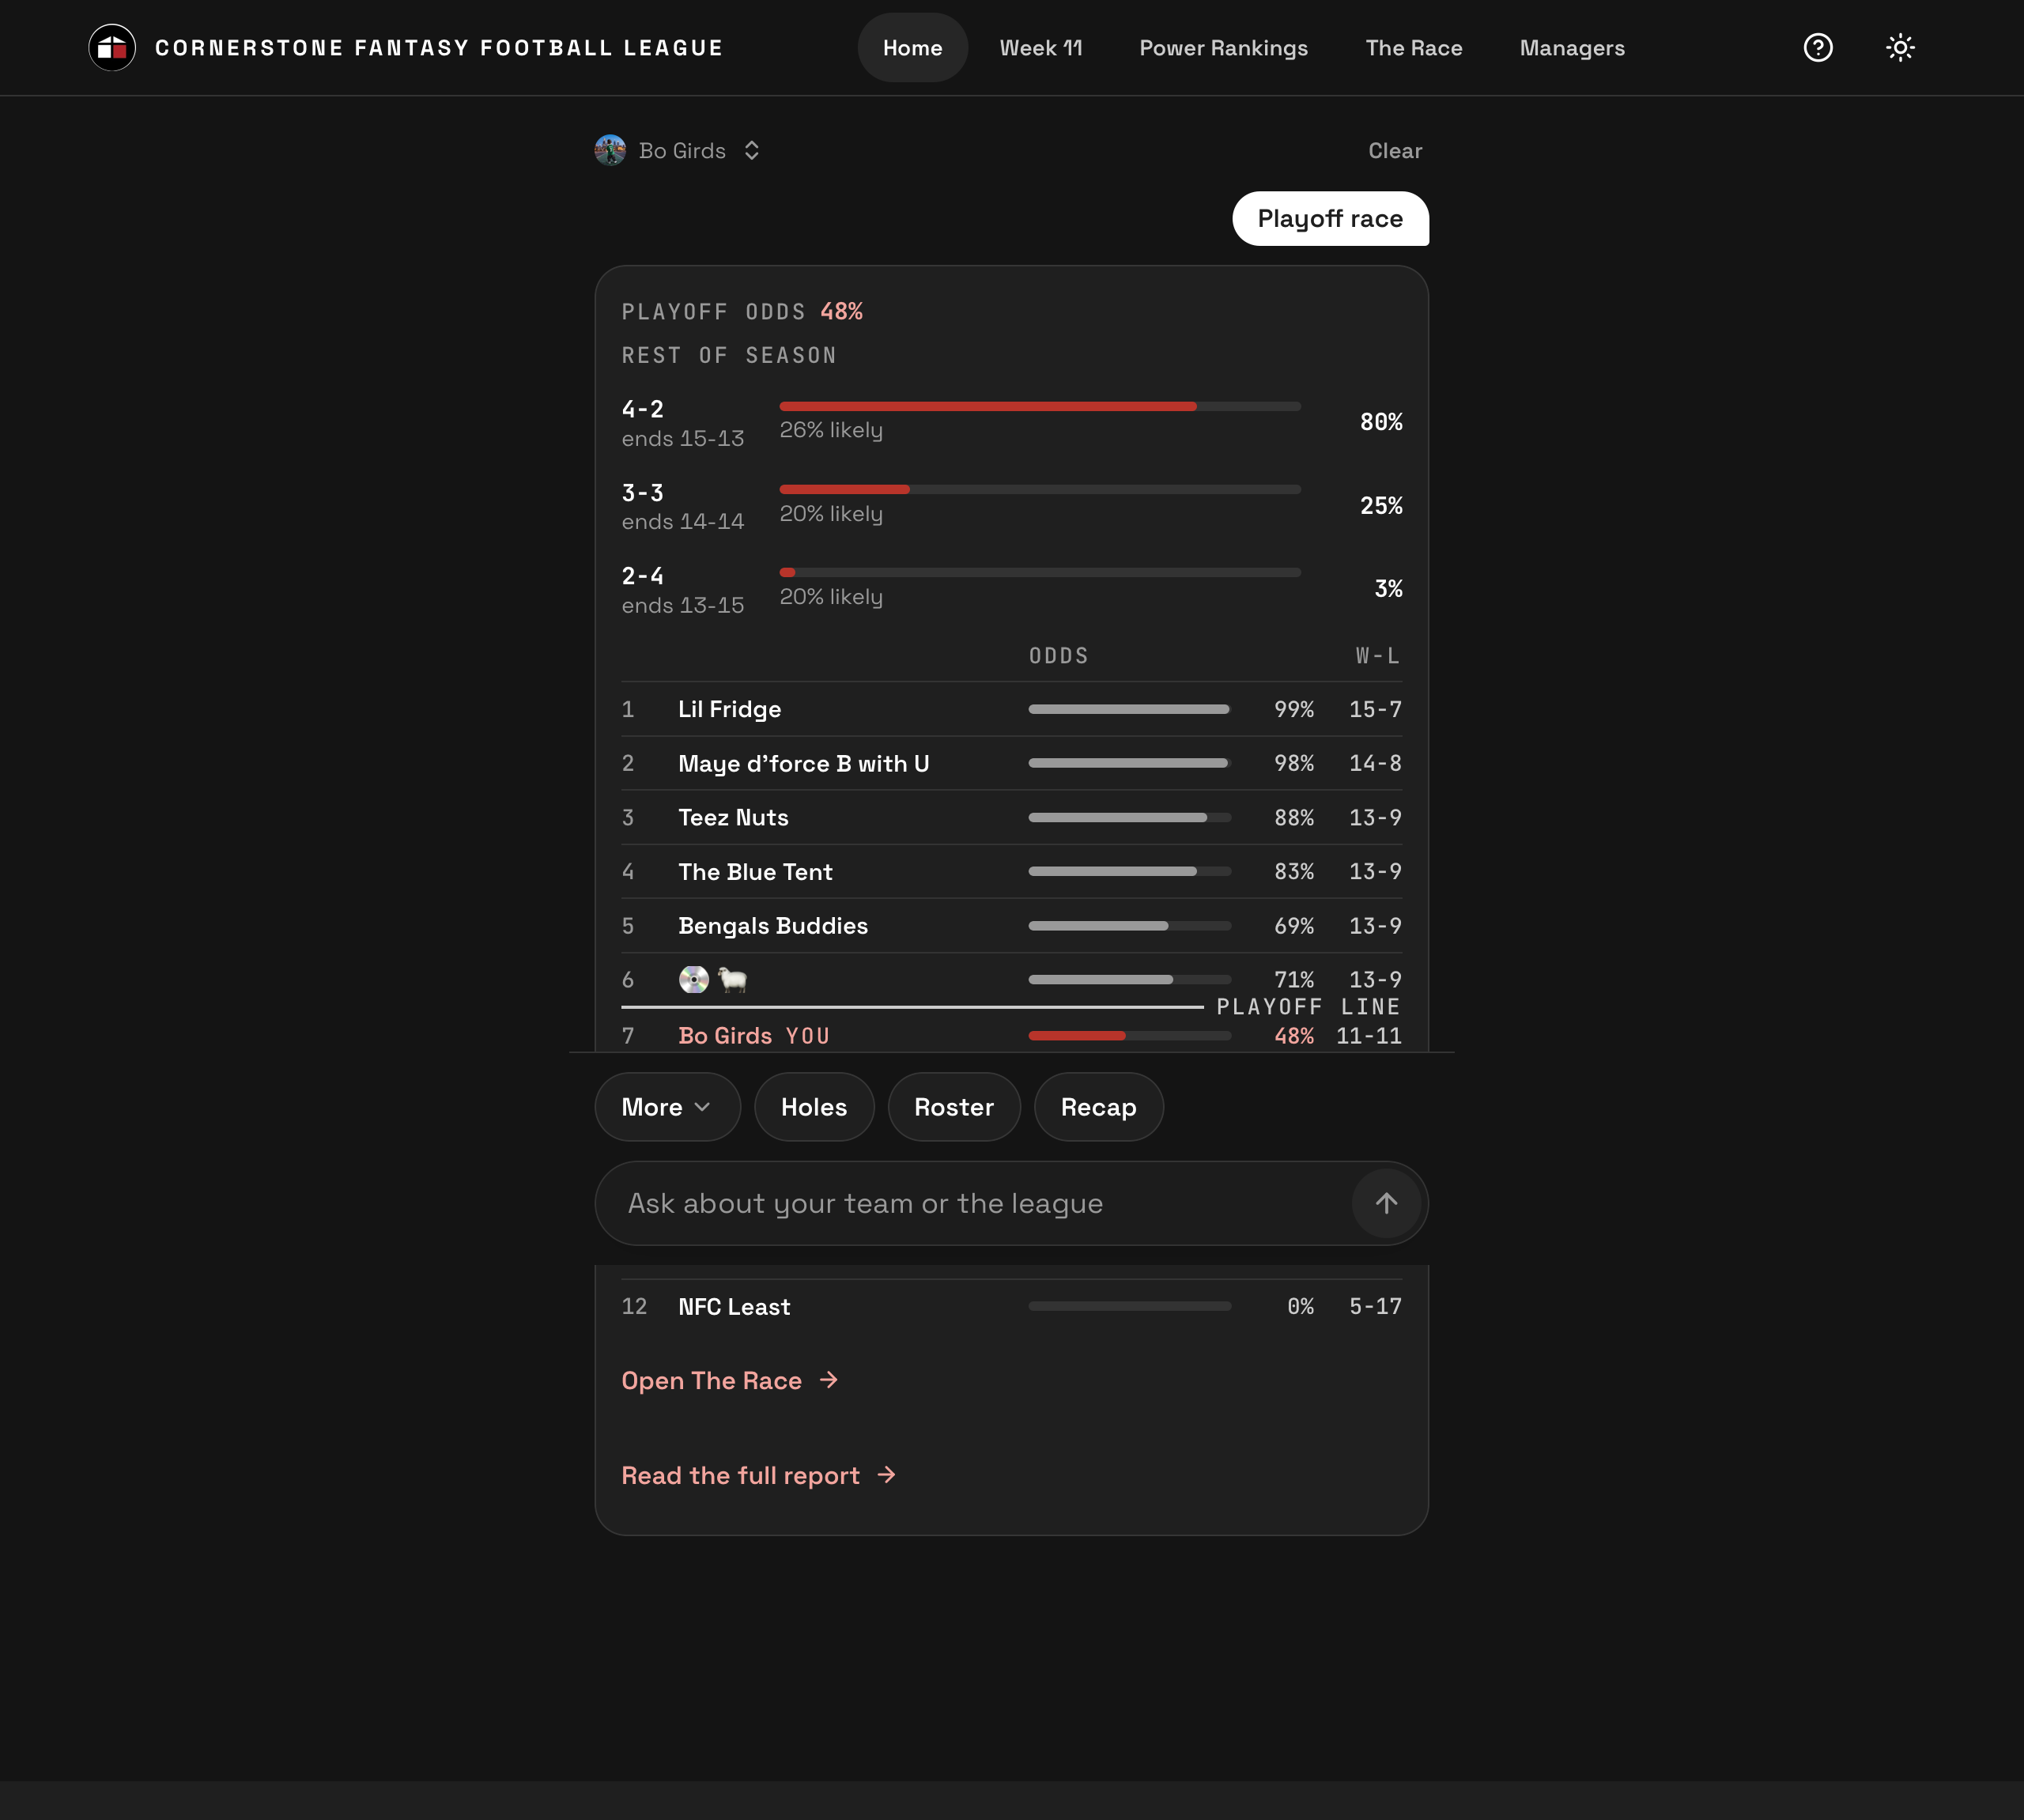 CORNERSTONE FANTASY FOOTBALL LEAGUE Home Week 11 Power Rankings The Race Managers
Bo Girds Clear
Playoff race
PLAYOFF ODDS 48%
REST OF SEASON
4-2
ends 15-13 26% likely 80%
3-3
ends 14-14 20% likely 25%
2-4
ends 13-15 20% likely 3%
ODDS W-L
1 Lil Fridge 99% 15-7
2 Maye d’force B with U 98% 14-8
3 Teez Nuts 88% 13-9
4 The Blue Tent 83% 13-9
5 Bengals Buddies 69% 13-9
6 💿 🐑 71% 13-9
PLAYOFF LINE
7 Bo Girds YOU 48% 11-11
More Holes Roster Recap
Ask about your team or the league
12 NFC Least 0% 5-17
Open The Race →
Read the full report →